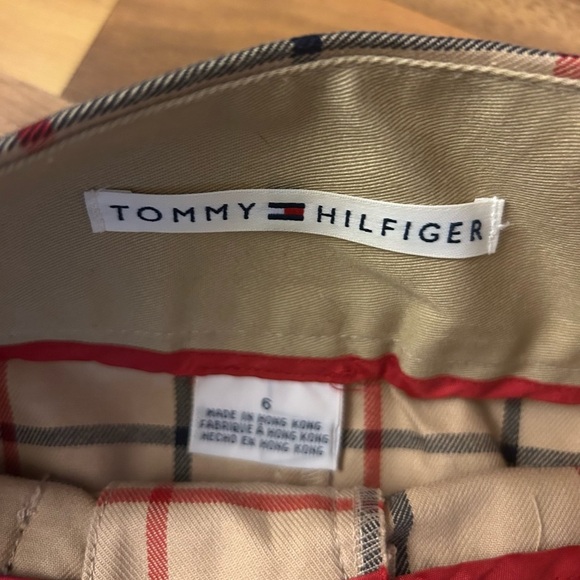 TOMMY HILFIGER
6
MADE IN HONG KONG
FABRIQUÉ À HONG KONG
HECHO EN HONG KONG